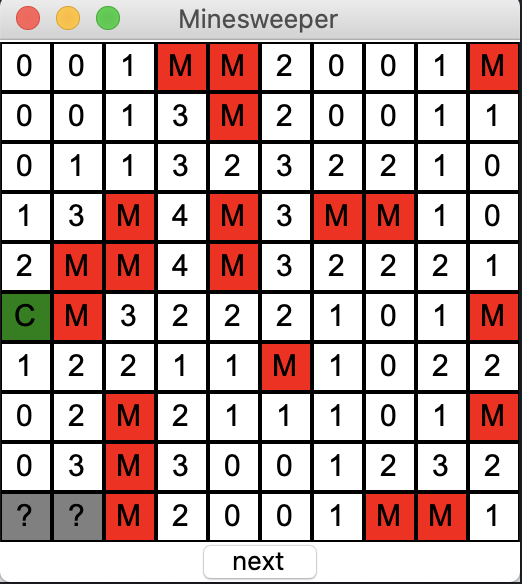 Minesweeper
0 0 1 M M 2 0 0 1 M
0 0 1 3 M 2 0 0 1 1
0 1 1 3 2 3 2 2 1 0
1 3 M 4 M 3 M M 1 0
2 M M 4 M 3 2 2 2 1
C M 3 2 2 2 1 0 1 M
1 2 2 1 1 M 1 0 2 2
0 2 M 2 1 1 1 0 1 M
0 3 M 3 0 0 1 2 3 2
? ? M 2 0 0 1 M M 1
next